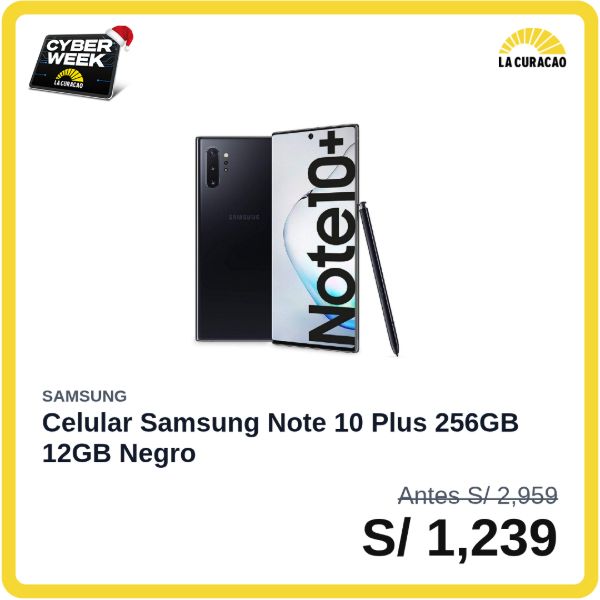 CYBER
WEEK
LA CURACAO
LA CURACAO
SAMSUNG
Note10+
SAMSUNG
Celular Samsung Note 10 Plus 256GB
12GB Negro
Antes S/ 2,959
S/ 1,239